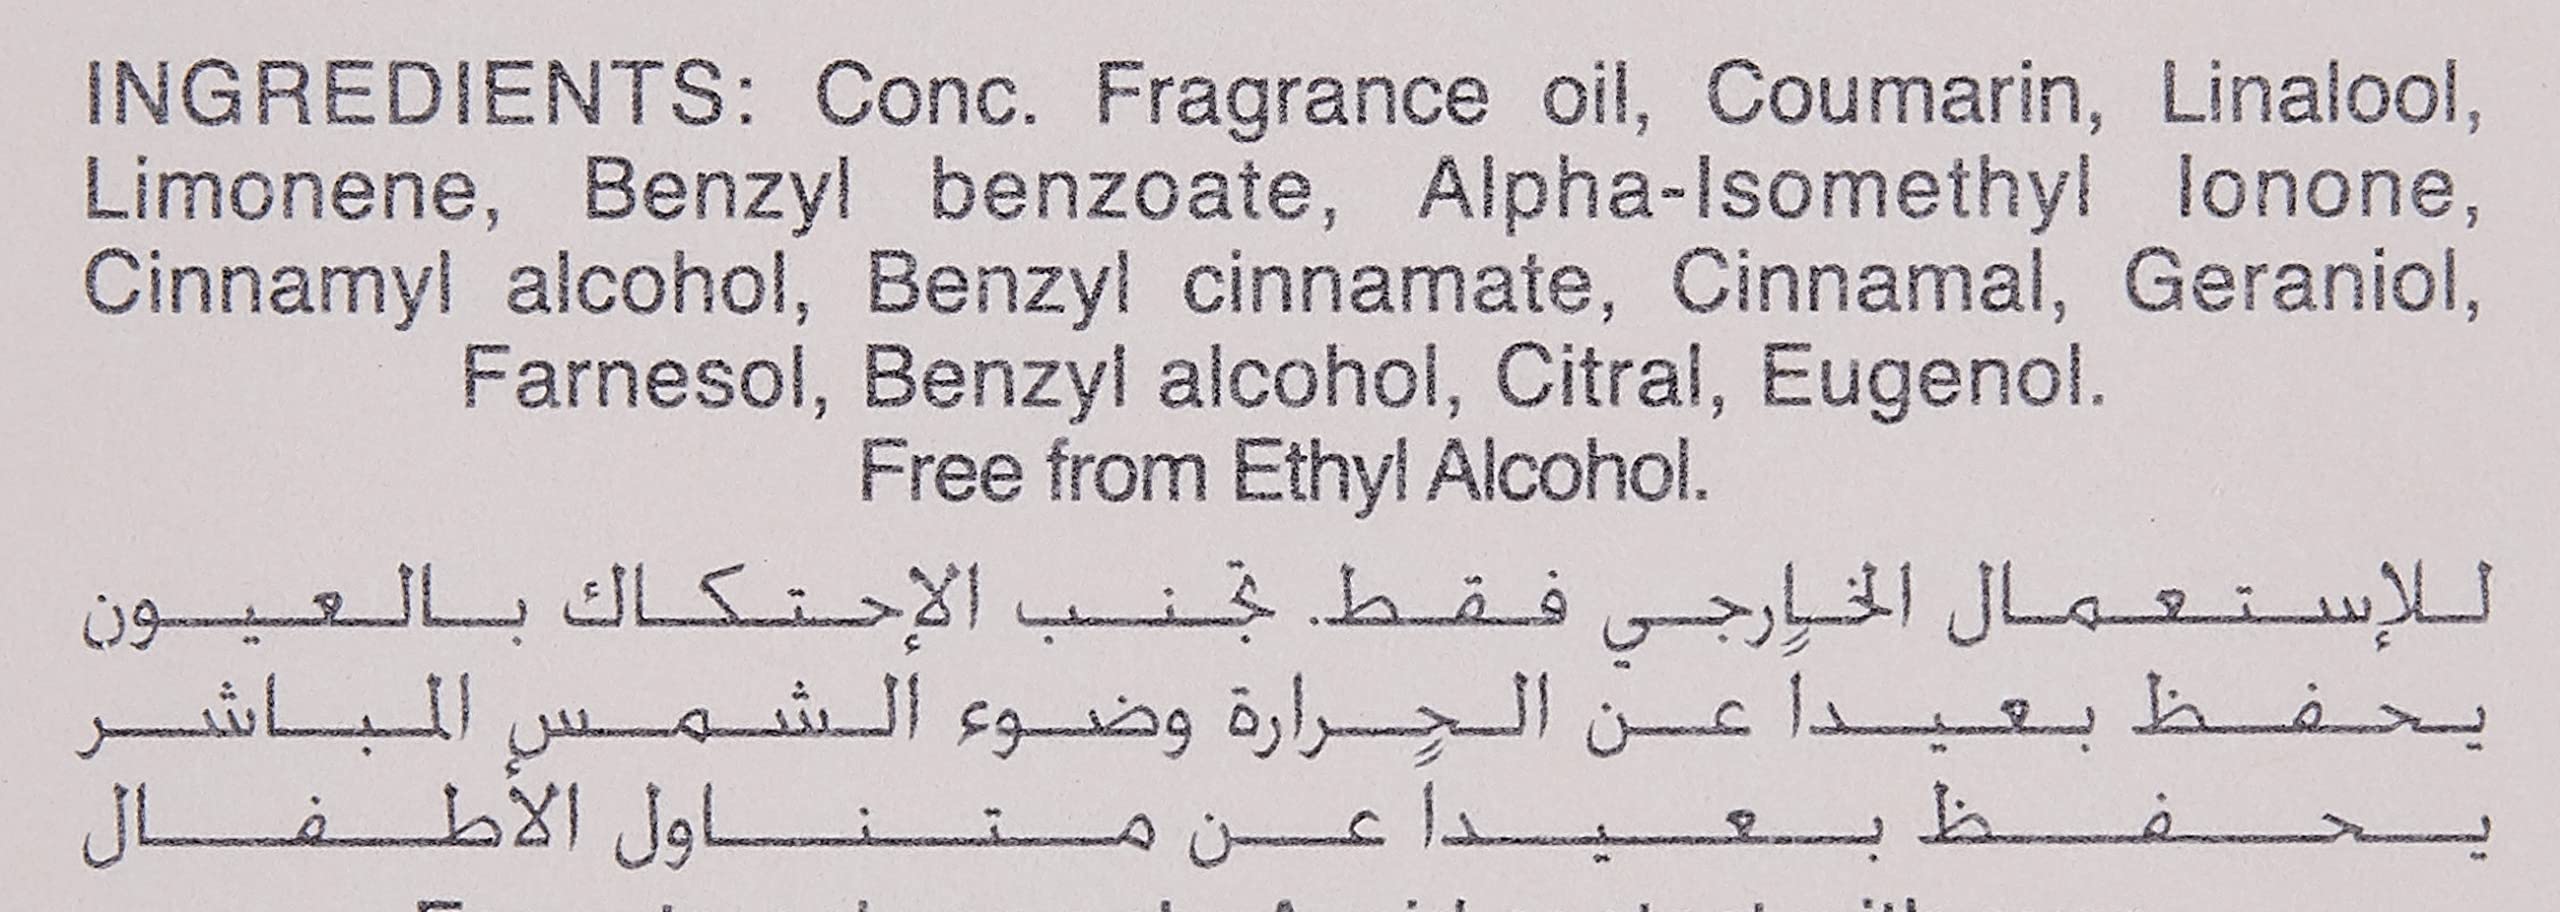 INGREDIENTS: Conc. Fragrance oil, Coumarin, Linalool,
Limonene, Benzyl benzoate, Alpha-Isomethyl Ionone,
Cinnamyl alcohol, Benzyl cinnamate, Cinnamal, Geraniol,
Farnesol, Benzyl alcohol, Citral, Eugenol.
Free from Ethyl Alcohol.
للإستعمال الخارجي فقط. تجنب الإحتكاك بالعيون
يحفظ بعيداً عن الحرارة وضوء الشمس المباشر
يحفظ بعيداً عن متناول الأطفال